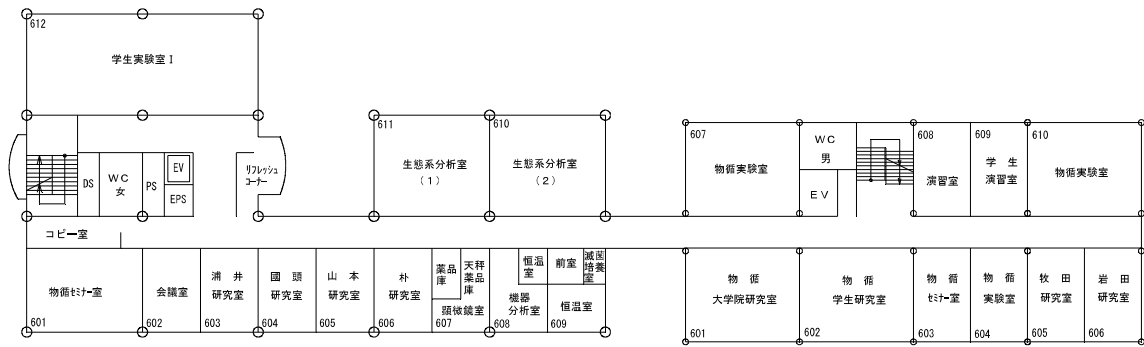 612
学生実験室Ⅰ
611
生態系分析室
(1)
610
生態系分析室
(2)
607
物循実験室
WC
男
EV
608
演習室
609
学 生
演習室
610
物循実験室
DS
WC
女
PS
EV
EPS
リフレッシュ
コーナー
コピー室
物循セミナー室
601
会議室
602
浦 井
研究室
603
國 頭
研究室
604
山 本
研究室
605
朴
研究室
606
薬品
庫
天秤
薬品
庫
顕微鏡室
607
機器
分析室
608
恒温
室
前室
滅菌
培養
室
恒温室
609
物 循
大学院研究室
601
物 循
学生研究室
602
物 循
セミナー室
603
物 循
実験室
604
牧 田
研究室
605
岩 田
研究室
606